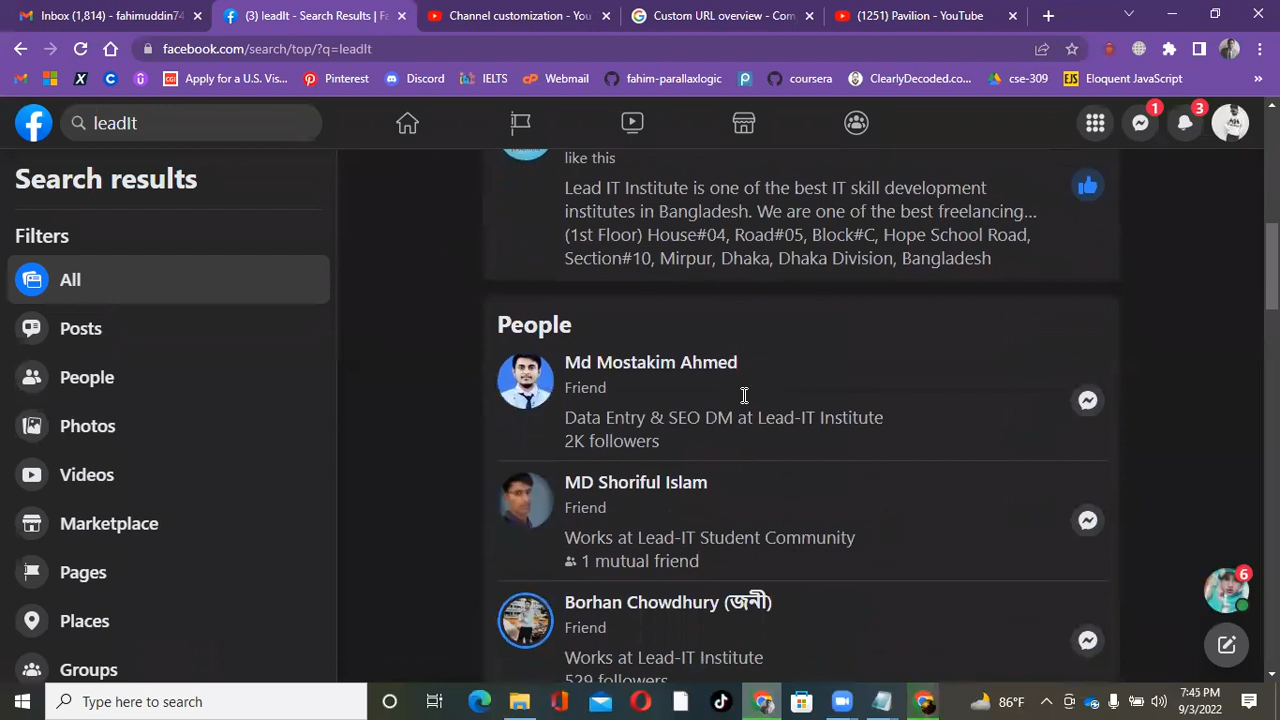 Inbox (1,814) - fahimuddin74
(3) leadIt - Search Results | Fa
Channel customization - You
Custom URL overview - Com
(1251) Pavilion - YouTube
facebook.com/search/top/?q=leadIt
Apply for a U.S. Vis...
Pinterest
Discord
IELTS
Webmail
fahim-parallaxlogic
coursera
ClearlyDecoded.co...
cse-309
EJS
Eloquent JavaScript
»
leadIt
1
3
Search results
Filters
All
Posts
People
Photos
Videos
Marketplace
Pages
Places
Groups
like this
Lead IT Institute is one of the best IT skill development
institutes in Bangladesh. We are one of the best freelancing...
(1st Floor) House#04, Road#05, Block#C, Hope School Road,
Section#10, Mirpur, Dhaka, Dhaka Division, Bangladesh
People
Md Mostakim Ahmed
Friend
Data Entry & SEO DM at Lead-IT Institute
2K followers
MD Shoriful Islam
Friend
Works at Lead-IT Student Community
1 mutual friend
Borhan Chowdhury (জনী)
Friend
Works at Lead-IT Institute
529 followers
6
Type here to search
86°F
7:45 PM
9/3/2022